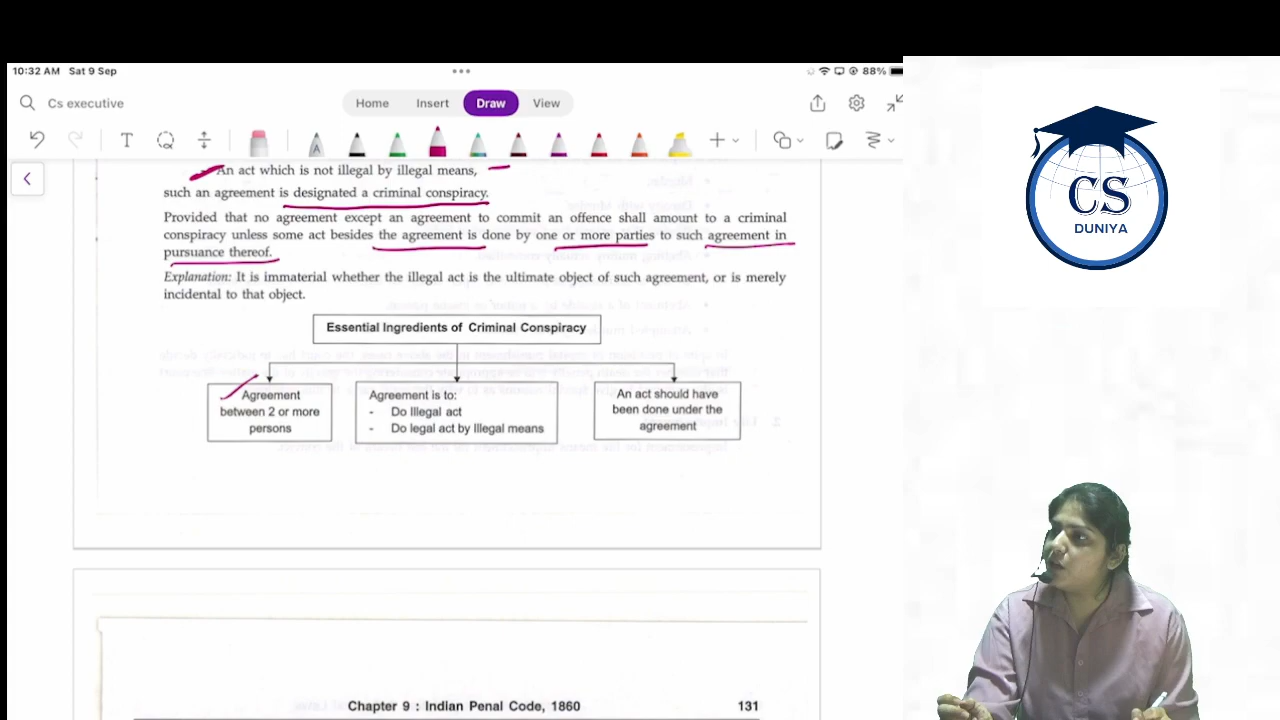 10:32 AM Sat 9 Sep
88%
Cs executive
Home Insert Draw View
An act which is not illegal by illegal means,
such an agreement is designated a criminal conspiracy.
Provided that no agreement except an agreement to commit an offence shall amount to a criminal
conspiracy unless some act besides the agreement is done by one or more parties to such agreement in
pursuance thereof.
Explanation: It is immaterial whether the illegal act is the ultimate object of such agreement, or is merely
incidental to that object.
Essential Ingredients of Criminal Conspiracy
Agreement
between 2 or more
persons
Agreement is to:
- Do Illegal act
- Do legal act by Illegal means
An act should have
been done under the
agreement
Chapter 9 : Indian Penal Code, 1860 131
CS
DUNIYA